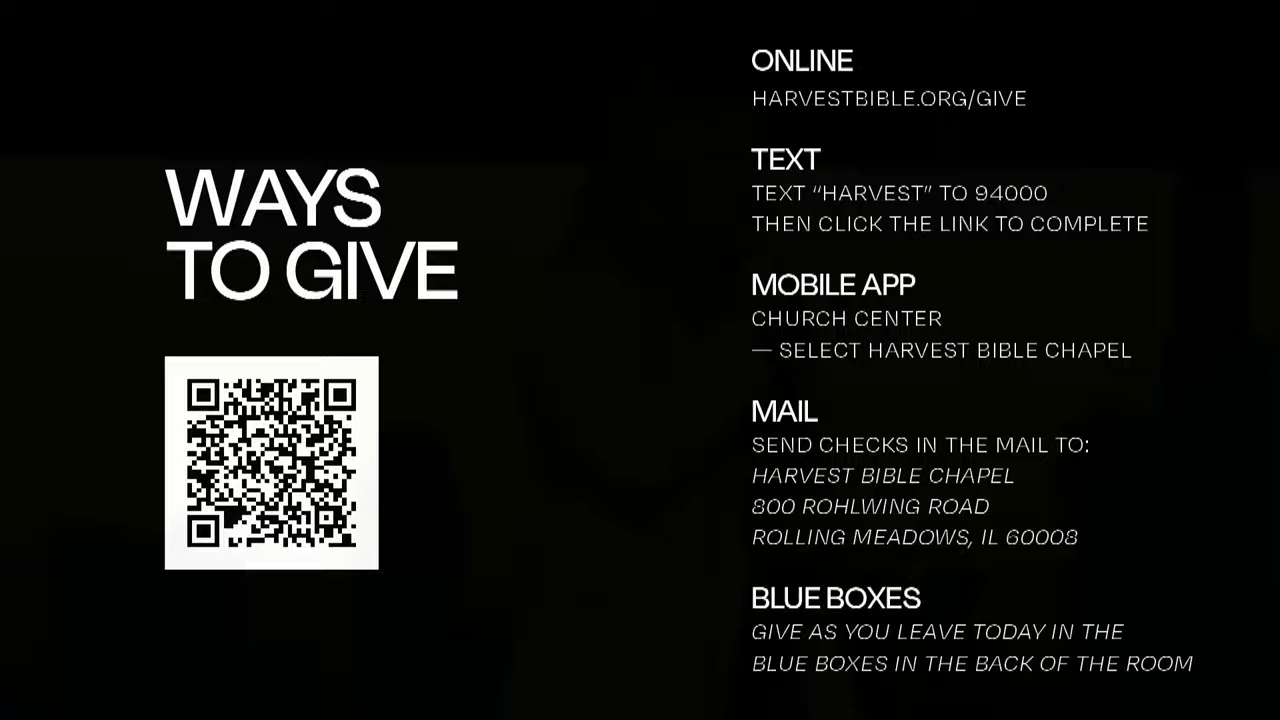 WAYS
TO GIVE
ONLINE
HARVESTBIBLE.ORG/GIVE
TEXT
TEXT “HARVEST” TO 94000
THEN CLICK THE LINK TO COMPLETE
MOBILE APP
CHURCH CENTER
— SELECT HARVEST BIBLE CHAPEL
MAIL
SEND CHECKS IN THE MAIL TO:
HARVEST BIBLE CHAPEL
800 ROHLWING ROAD
ROLLING MEADOWS, IL 60008
BLUE BOXES
GIVE AS YOU LEAVE TODAY IN THE
BLUE BOXES IN THE BACK OF THE ROOM